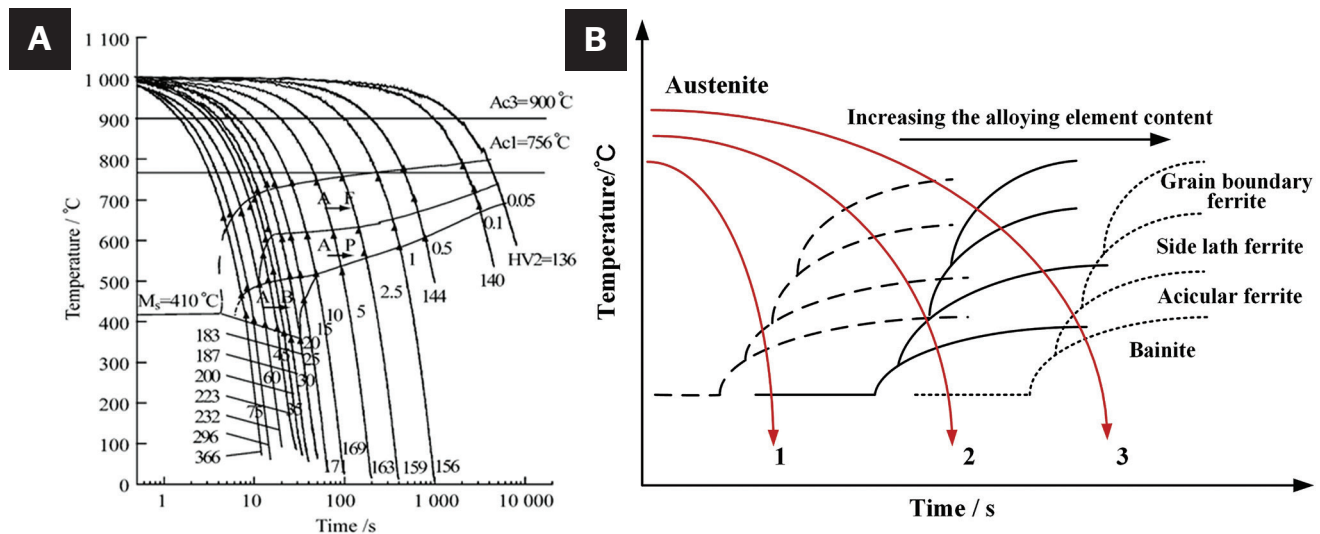 A
1 100
1 000
900
800
700
600
500
400
300
200
100
0
Temperature / °C
Ac3=900°C
Ac1=756°C
A F
A P
A B
Ms=410°C
0.05
0.1
0.5
1
2.5
5
10
15
20
25
30
35
45
60
75
HV2=136
140
144
156
159
163
169
171
183
187
200
223
232
296
366
1
10
100
1 000
10 000
Time /s
B
Austenite
Increasing the alloying element content
Grain boundary
ferrite
Side lath ferrite
Acicular ferrite
Bainite
Temperature/°C
1
2
3
Time / s